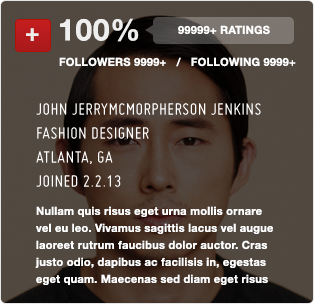 + 100% 99999+ RATINGS
FOLLOWERS 9999+ / FOLLOWING 9999+
JOHN JERRYMCMORPHERSON JENKINS
FASHION DESIGNER
ATLANTA, GA
JOINED 2.2.13
Nullam quis risus eget urna mollis ornare
vel eu leo. Vivamus sagittis lacus vel augue
laoreet rutrum faucibus dolor auctor. Cras
justo odio, dapibus ac facilisis in, egestas
eget quam. Maecenas sed diam eget risus